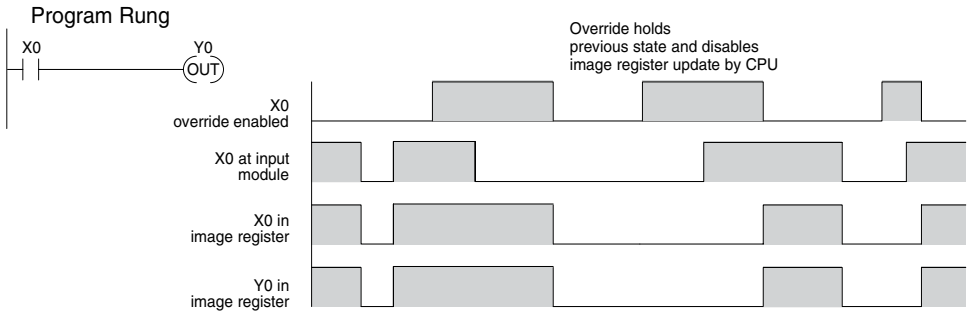 Program Rung
X0
Y0
OUT
Override holds
previous state and disables
image register update by CPU
X0
override enabled
X0 at input
module
X0 in
image register
Y0 in
image register